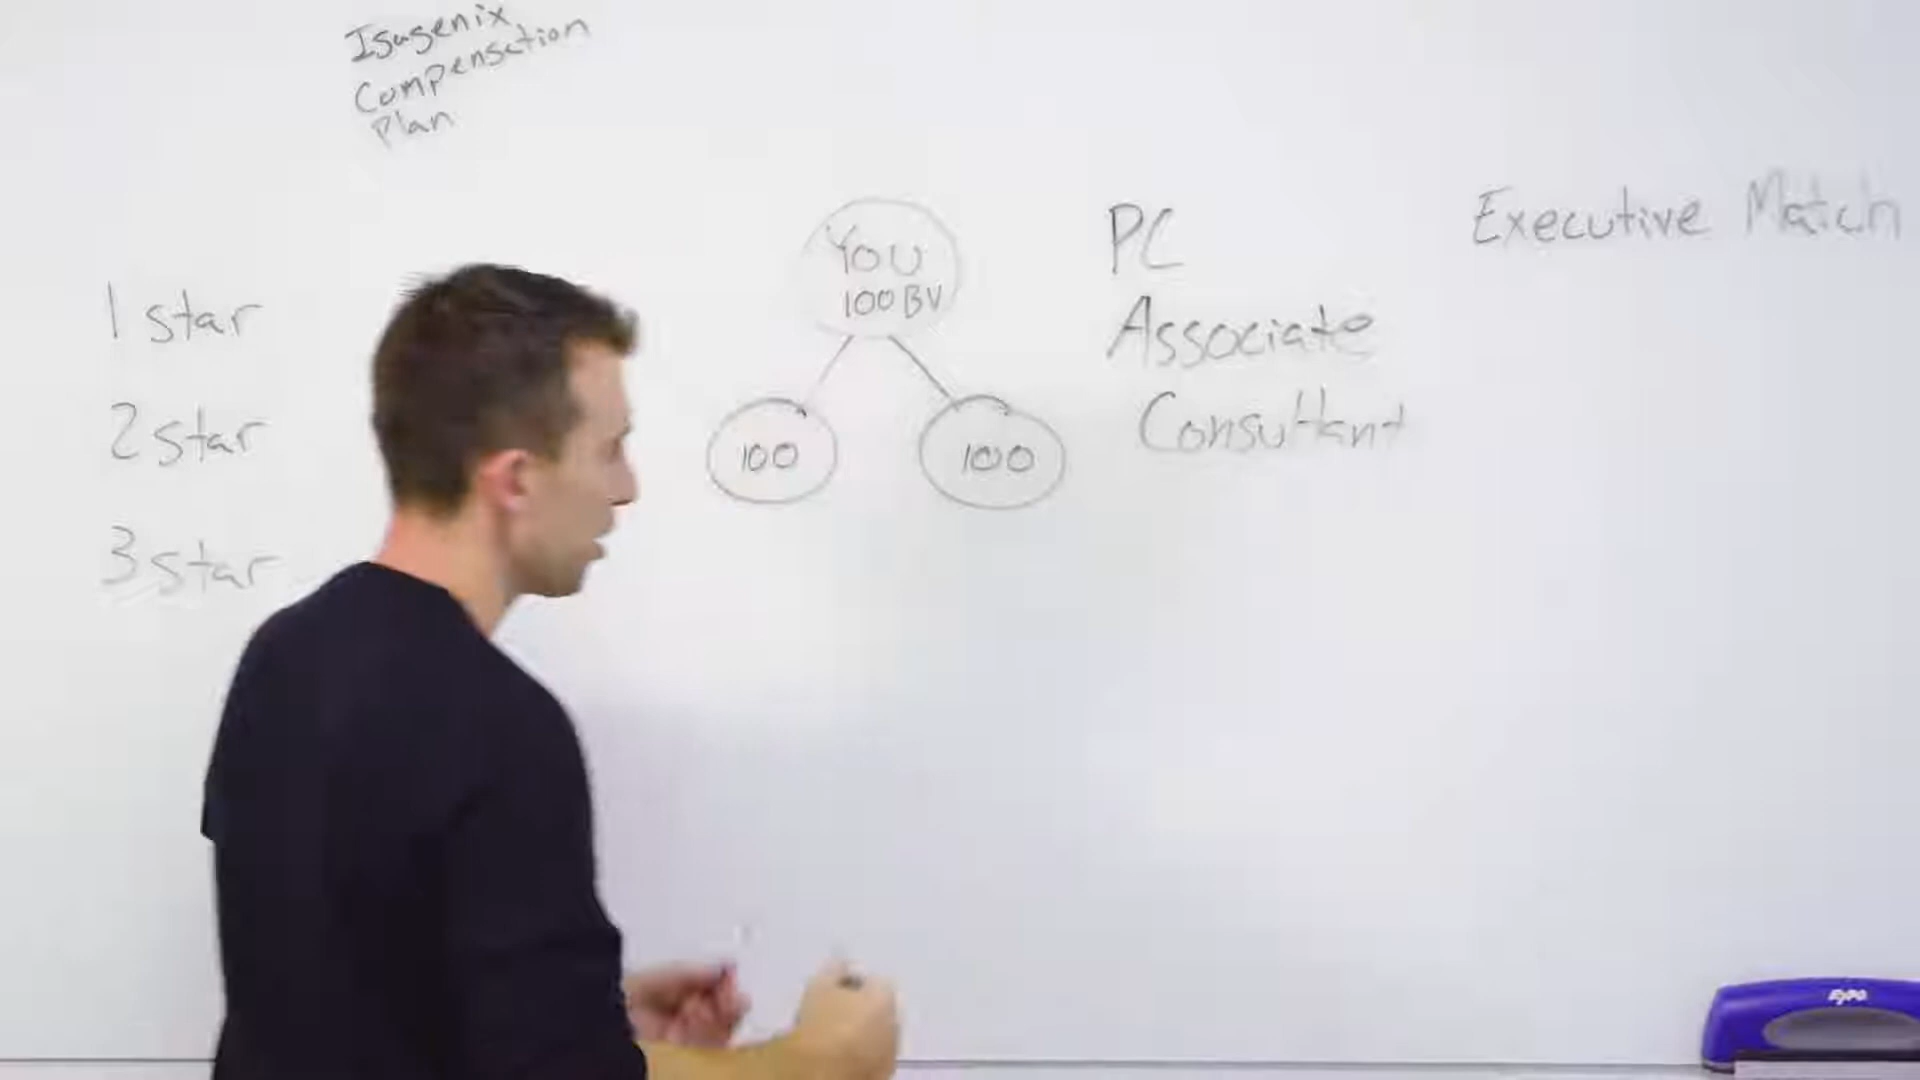 Isagenix
Compensation
Plan
1 star
2 star
3 star
YOU
100 BV
100
100
PC
Associate
Consultant
Executive Match
EXPO